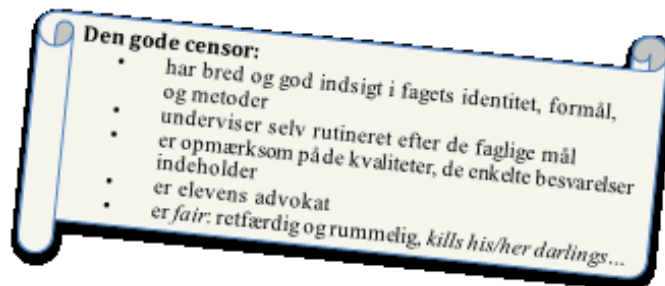 Den gode censor:
• har bred og god indsigt i fagets identitet, formål,
og metoder
• underviser selv rutineret efter de faglige mål
• er opmærksom på de kvaliteter, de enkelte besvarelser
indeholder
• er elevens advokat
• er fair: retfærdig og rummelig, kills his/her darlings...